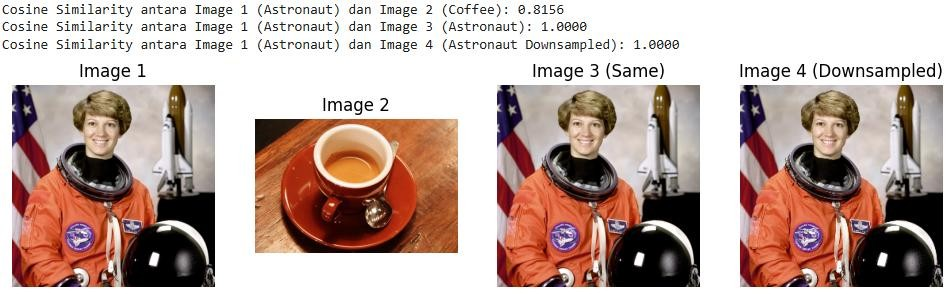 Cosine Similarity antara Image 1 (Astronaut) dan Image 2 (Coffee): 0.8156
Cosine Similarity antara Image 1 (Astronaut) dan Image 3 (Astronaut): 1.0000
Cosine Similarity antara Image 1 (Astronaut) dan Image 4 (Astronaut Downsampled): 1.0000
Image 1
Image 2
Image 3 (Same)
Image 4 (Downsampled)